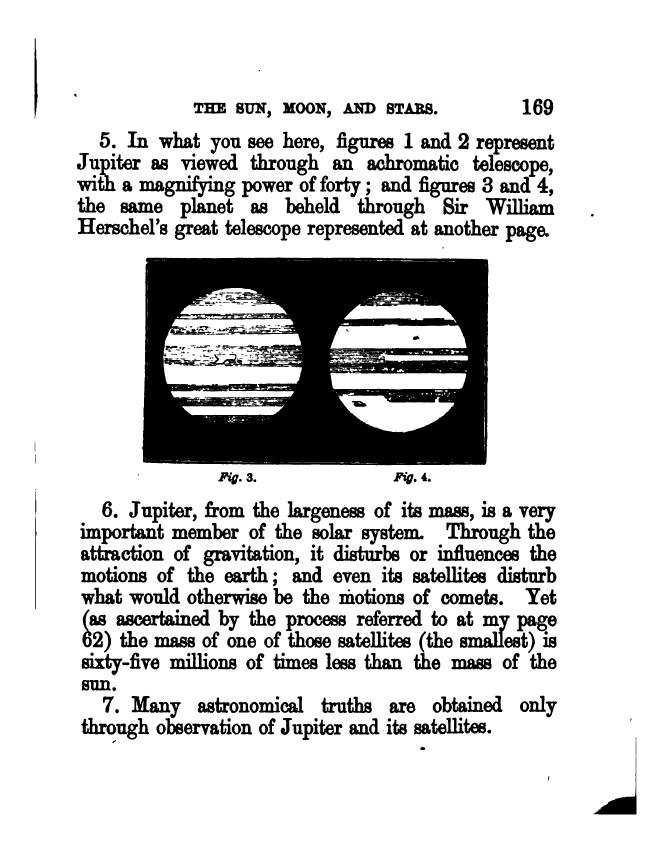 THE SUN, MOON, AND STARS. 169
5. In what you see here, figures 1 and 2 represent
Jupiter as viewed through an achromatic telescope,
with a magnifying power of forty; and figures 3 and 4,
the same planet as beheld through Sir William
Herschel's great telescope represented at another page.
Fig. 3. Fig. 4.
6. Jupiter, from the largeness of its mass, is a very
important member of the solar system. Through the
attraction of gravitation, it disturbs or influences the
motions of the earth; and even its satellites disturb
what would otherwise be the motions of comets. Yet
(as ascertained by the process referred to at my page
62) the mass of one of those satellites (the smallest) is
sixty-five millions of times less than the mass of the
sun.
7. Many astronomical truths are obtained only
through observation of Jupiter and its satellites.